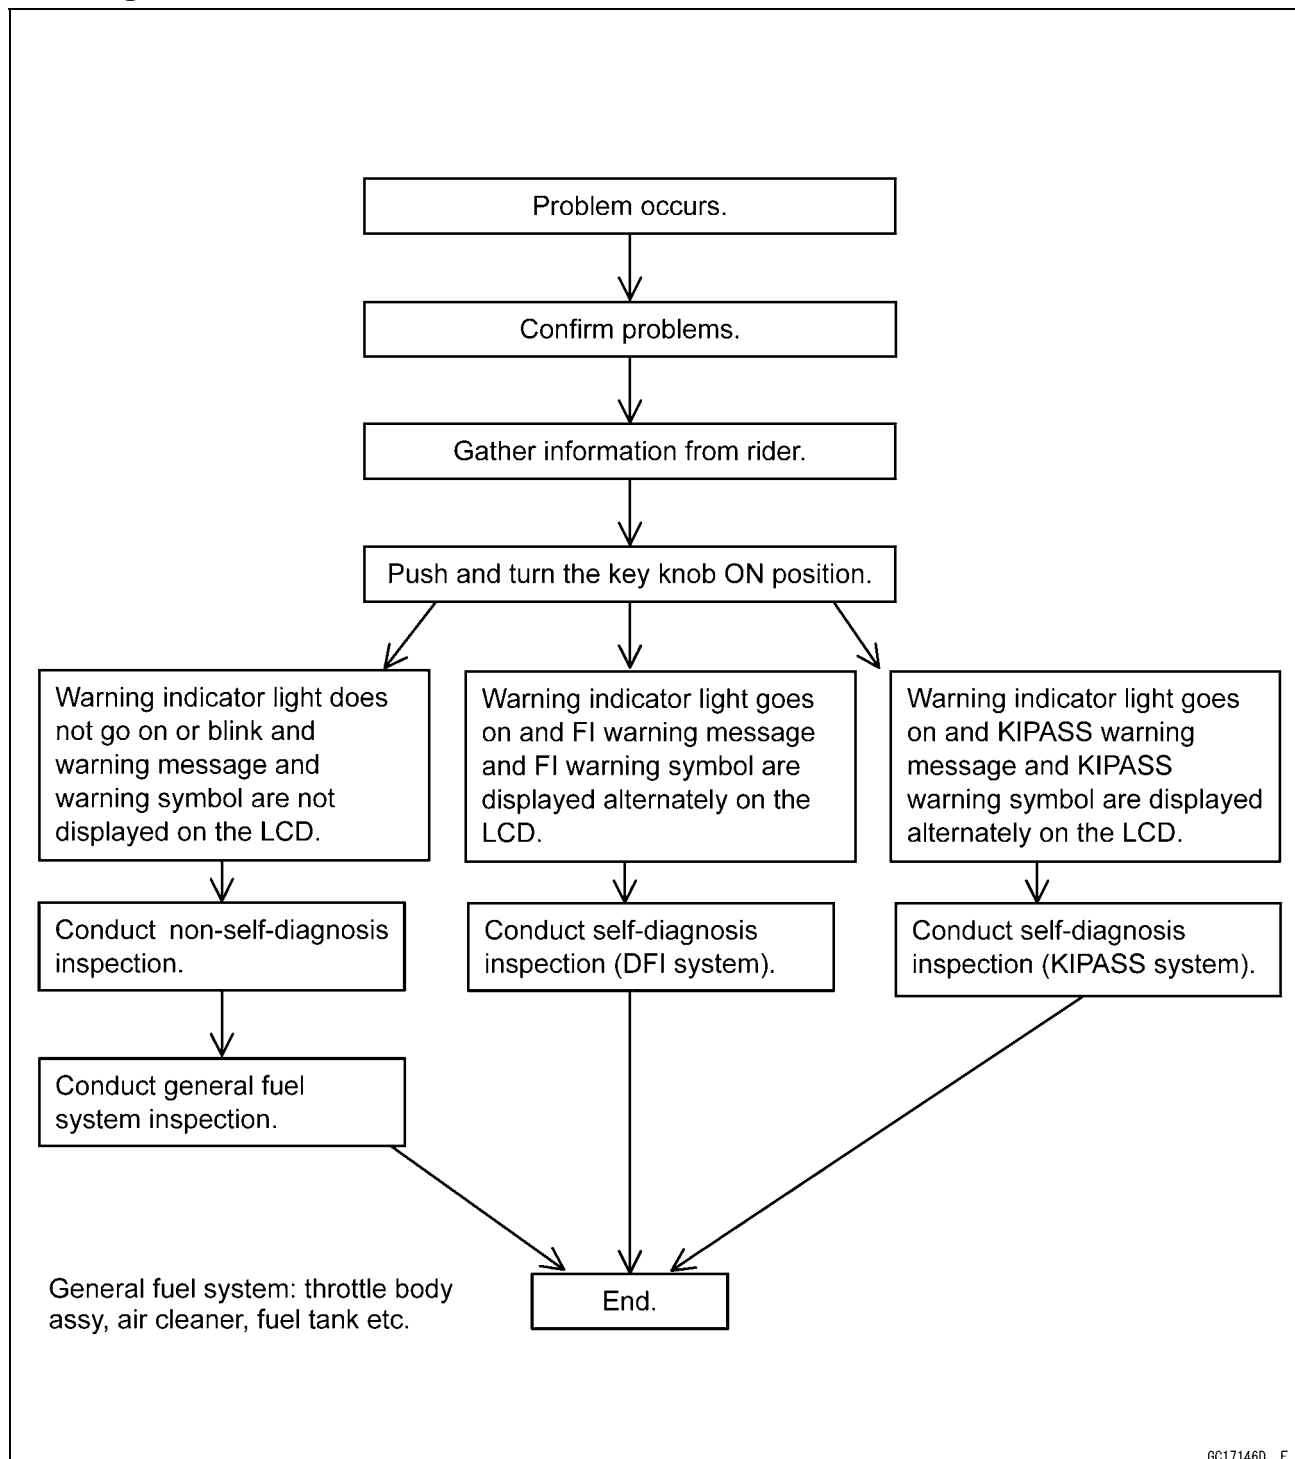 Problem occurs.
Confirm problems.
Gather information from rider.
Push and turn the key knob ON position.
Warning indicator light does
not go on or blink and
warning message and
warning symbol are not
displayed on the LCD.
Warning indicator light goes
on and FI warning message
and FI warning symbol are
displayed alternately on the
LCD.
Warning indicator light goes
on and KIPASS warning
message and KIPASS
warning symbol are displayed
alternately on the LCD.
Conduct non-self-diagnosis
inspection.
Conduct self-diagnosis
inspection (DFI system).
Conduct self-diagnosis
inspection (KIPASS system).
Conduct general fuel
system inspection.
General fuel system: throttle body
assy, air cleaner, fuel tank etc.
End.
GC17146D F